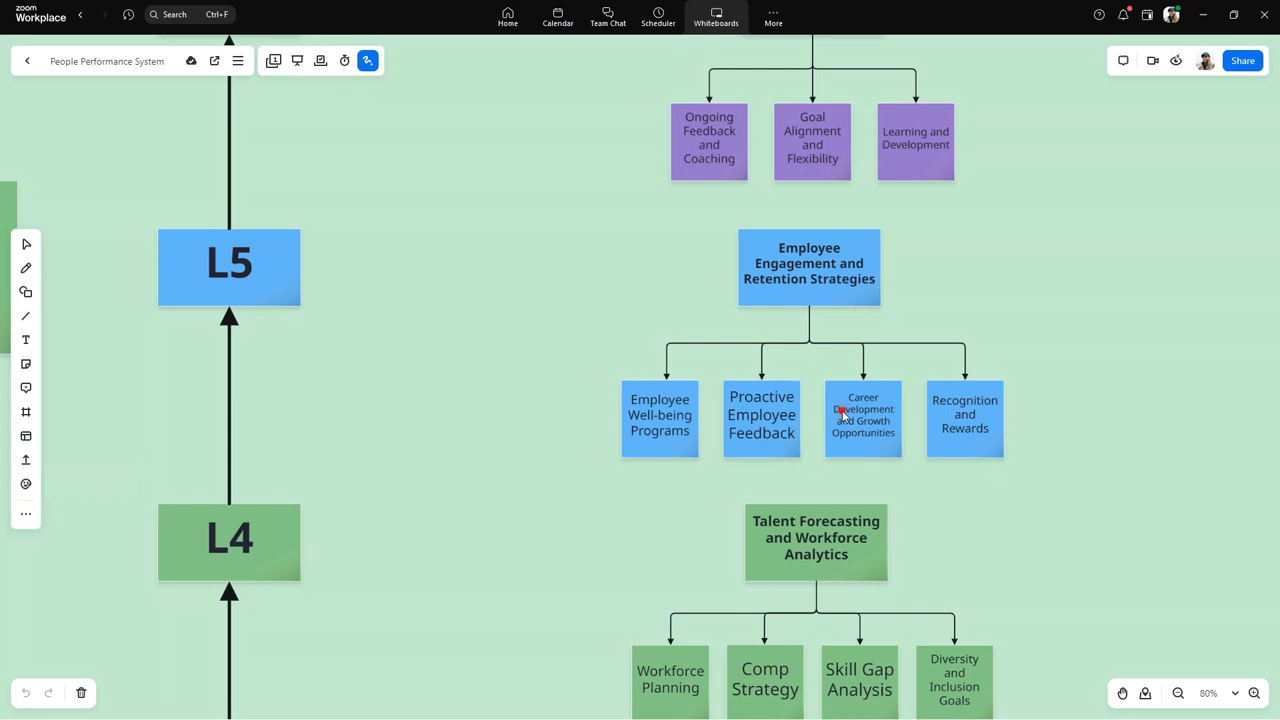 zoom
Workplace
Search
Ctrl+F
Home
Calendar
Team Chat
Scheduler
Whiteboards
More
People Performance System
1
Share
Ongoing
Feedback
and
Coaching
Goal
Alignment
and
Flexibility
Learning and
Development
L5
Employee
Engagement and
Retention Strategies
Employee
Well-being
Programs
Proactive
Employee
Feedback
Career
Development
and Growth
Opportunities
Recognition
and
Rewards
L4
Talent Forecasting
and Workforce
Analytics
Workforce
Planning
Comp
Strategy
Skill Gap
Analysis
Diversity
and
Inclusion
Goals
80%